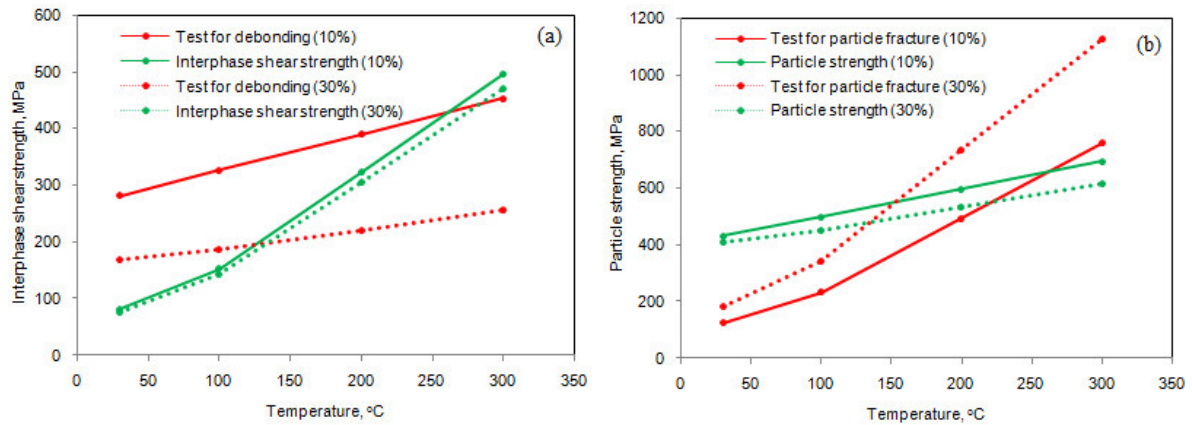 (a)
Test for debonding (10%)
Interphase shear strength (10%)
Test for debonding (30%)
Interphase shear strength (30%)
Interphase shear strength, MPa
600
500
400
300
200
100
0
0 50 100 150 200 250 300 350
Temperature, ᵒC
(b)
Test for particle fracture (10%)
Particle strength (10%)
Test for particle fracture (30%)
Particle strength (30%)
Particle strength, MPa
1200
1000
800
600
400
200
0
0 50 100 150 200 250 300 350
Temperature, ᵒC